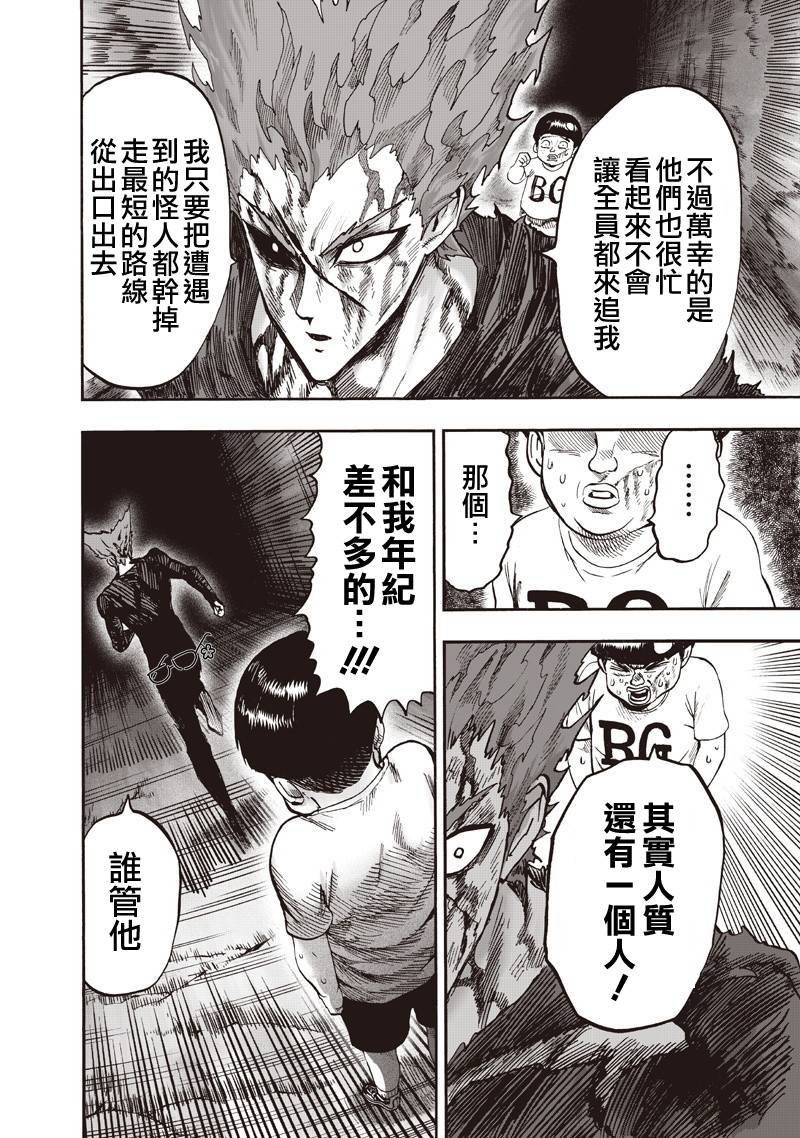 不過萬幸的是
他們也很忙
看起來不會
讓全員都來追我
BG
我只要把遭遇
到的怪人都幹掉
走最短的路線
從出口出去
……
那個…
BG
BG
其實人質
還有一個人！
和我年紀
差不多的…!!!
誰管他